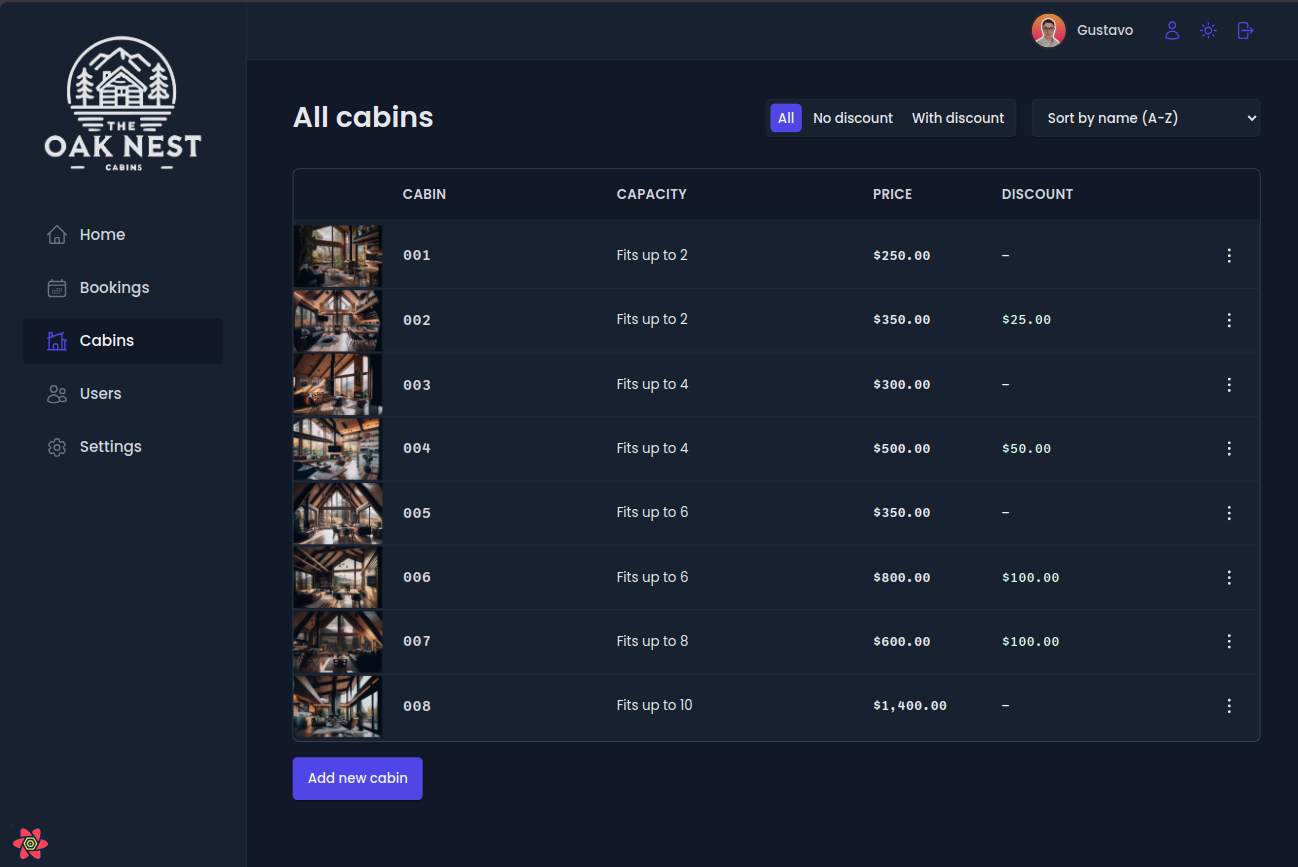 THE
OAK NEST
CABINS
Home
Bookings
Cabins
Users
Settings
Gustavo
All cabins
All No discount With discount
Sort by name (A-Z)
CABIN CAPACITY PRICE DISCOUNT
001 Fits up to 2 $250.00 –
002 Fits up to 2 $350.00 $25.00
003 Fits up to 4 $300.00 –
004 Fits up to 4 $500.00 $50.00
005 Fits up to 6 $350.00 –
006 Fits up to 6 $800.00 $100.00
007 Fits up to 8 $600.00 $100.00
008 Fits up to 10 $1,400.00 –
Add new cabin